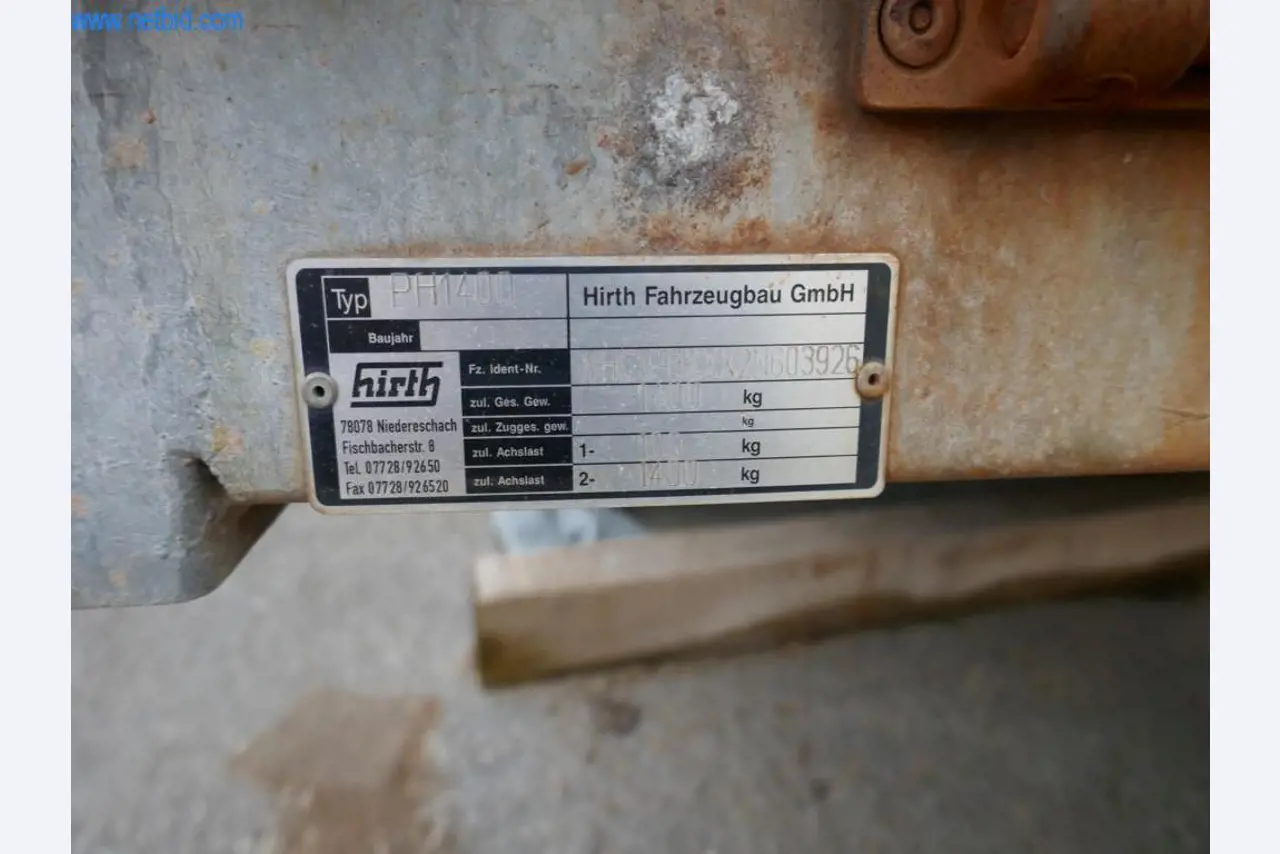 www.netbid.com
Typ PH1400
Hirth Fahrzeugbau GmbH
Baujahr
hirth
78078 Niedereschach
Fischbacherstr. 8
Tel. 07728/92650
Fax 07728/926520
Fz. Ident-Nr.
zul. Ges. Gew. 1400 kg
zul. Zugges. gew. kg
zul. Achslast 1- kg
zul. Achslast 2- 1400 kg